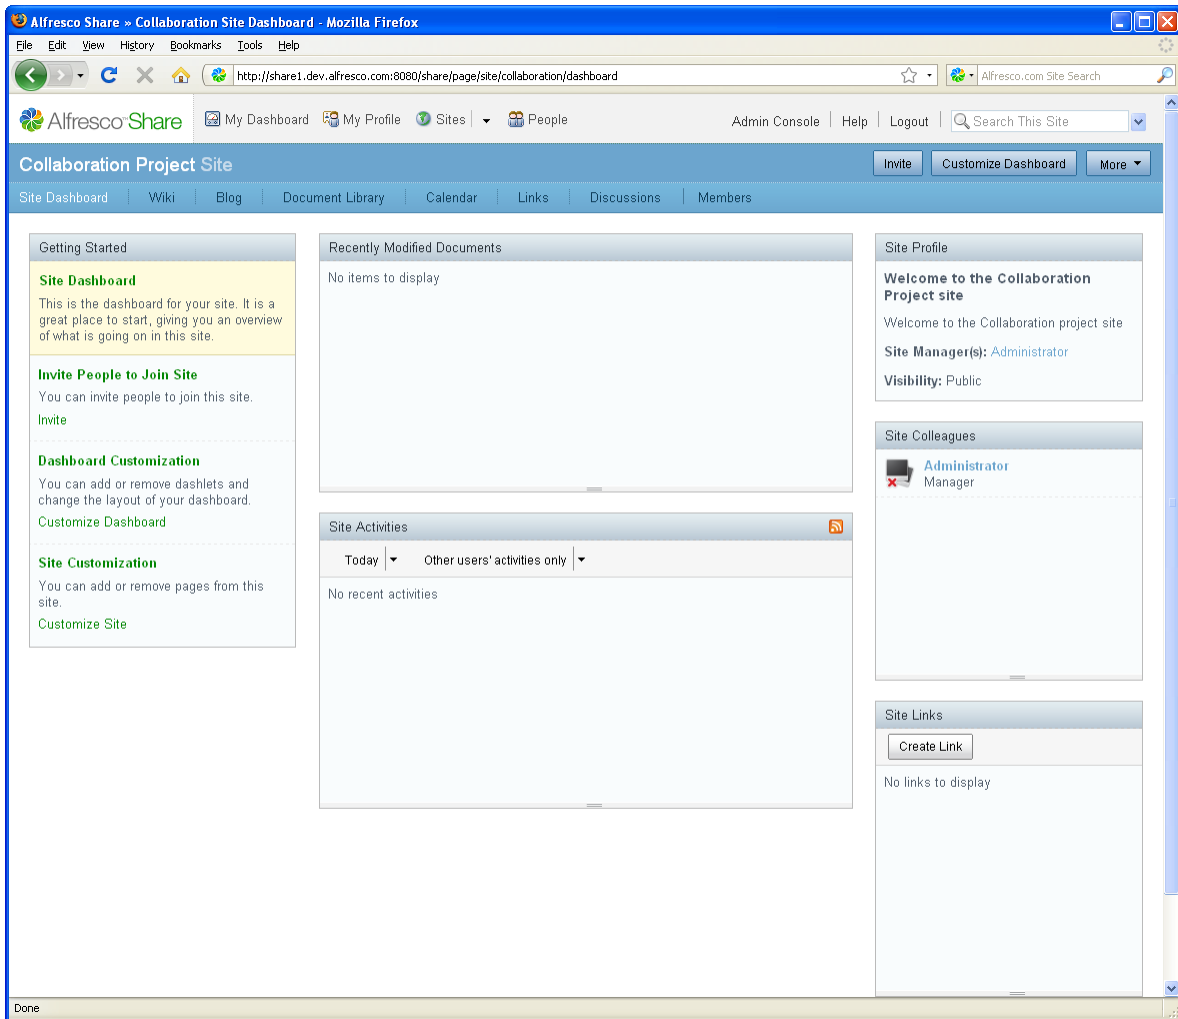 Alfresco Share » Collaboration Site Dashboard - Mozilla Firefox
File Edit View History Bookmarks Tools Help
http://share1.dev.alfresco.com:8080/share/page/site/collaboration/dashboard
Alfresco.com Site Search
Alfresco Share
My Dashboard My Profile Sites People
Admin Console Help Logout Search This Site
Collaboration Project Site
Invite Customize Dashboard More
Site Dashboard Wiki Blog Document Library Calendar Links Discussions Members
Getting Started
Site Dashboard
This is the dashboard for your site. It is a
great place to start, giving you an overview
of what is going on in this site.
Invite People to Join Site
You can invite people to join this site.
Invite
Dashboard Customization
You can add or remove dashlets and
change the layout of your dashboard.
Customize Dashboard
Site Customization
You can add or remove pages from this
site.
Customize Site
Recently Modified Documents
No items to display
Site Activities
Today Other users' activities only
No recent activities
Site Profile
Welcome to the Collaboration
Project site
Welcome to the Collaboration project site
Site Manager(s): Administrator
Visibility: Public
Site Colleagues
Administrator
Manager
Site Links
Create Link
No links to display
Done